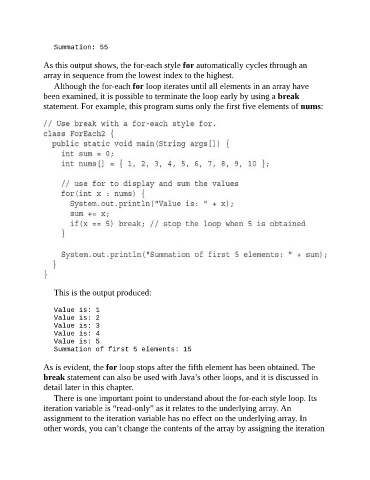 Summation: 55
As this output shows, the for-each style for automatically cycles through an
array in sequence from the lowest index to the highest.
Although the for-each for loop iterates until all elements in an array have
been examined, it is possible to terminate the loop early by using a break
statement. For example, this program sums only the first five elements of nums:
// Use break with a for-each style for.
class ForEach2 {
public static void main(String args[]) {
int sum = 0;
int nums[] = { 1, 2, 3, 4, 5, 6, 7, 8, 9, 10 };
// use for to display and sum the values
for(int x : nums) {
System.out.println("Value is: " + x);
sum += x;
if(x == 5) break; // stop the loop when 5 is obtained
}
System.out.println("Summation of first 5 elements: " + sum);
}
}
This is the output produced:
Value is: 1
Value is: 2
Value is: 3
Value is: 4
Value is: 5
Summation of first 5 elements: 15
As is evident, the for loop stops after the fifth element has been obtained. The
break statement can also be used with Java’s other loops, and it is discussed in
detail later in this chapter.
There is one important point to understand about the for-each style loop. Its
iteration variable is “read-only” as it relates to the underlying array. An
assignment to the iteration variable has no effect on the underlying array. In
other words, you can’t change the contents of the array by assigning the iteration